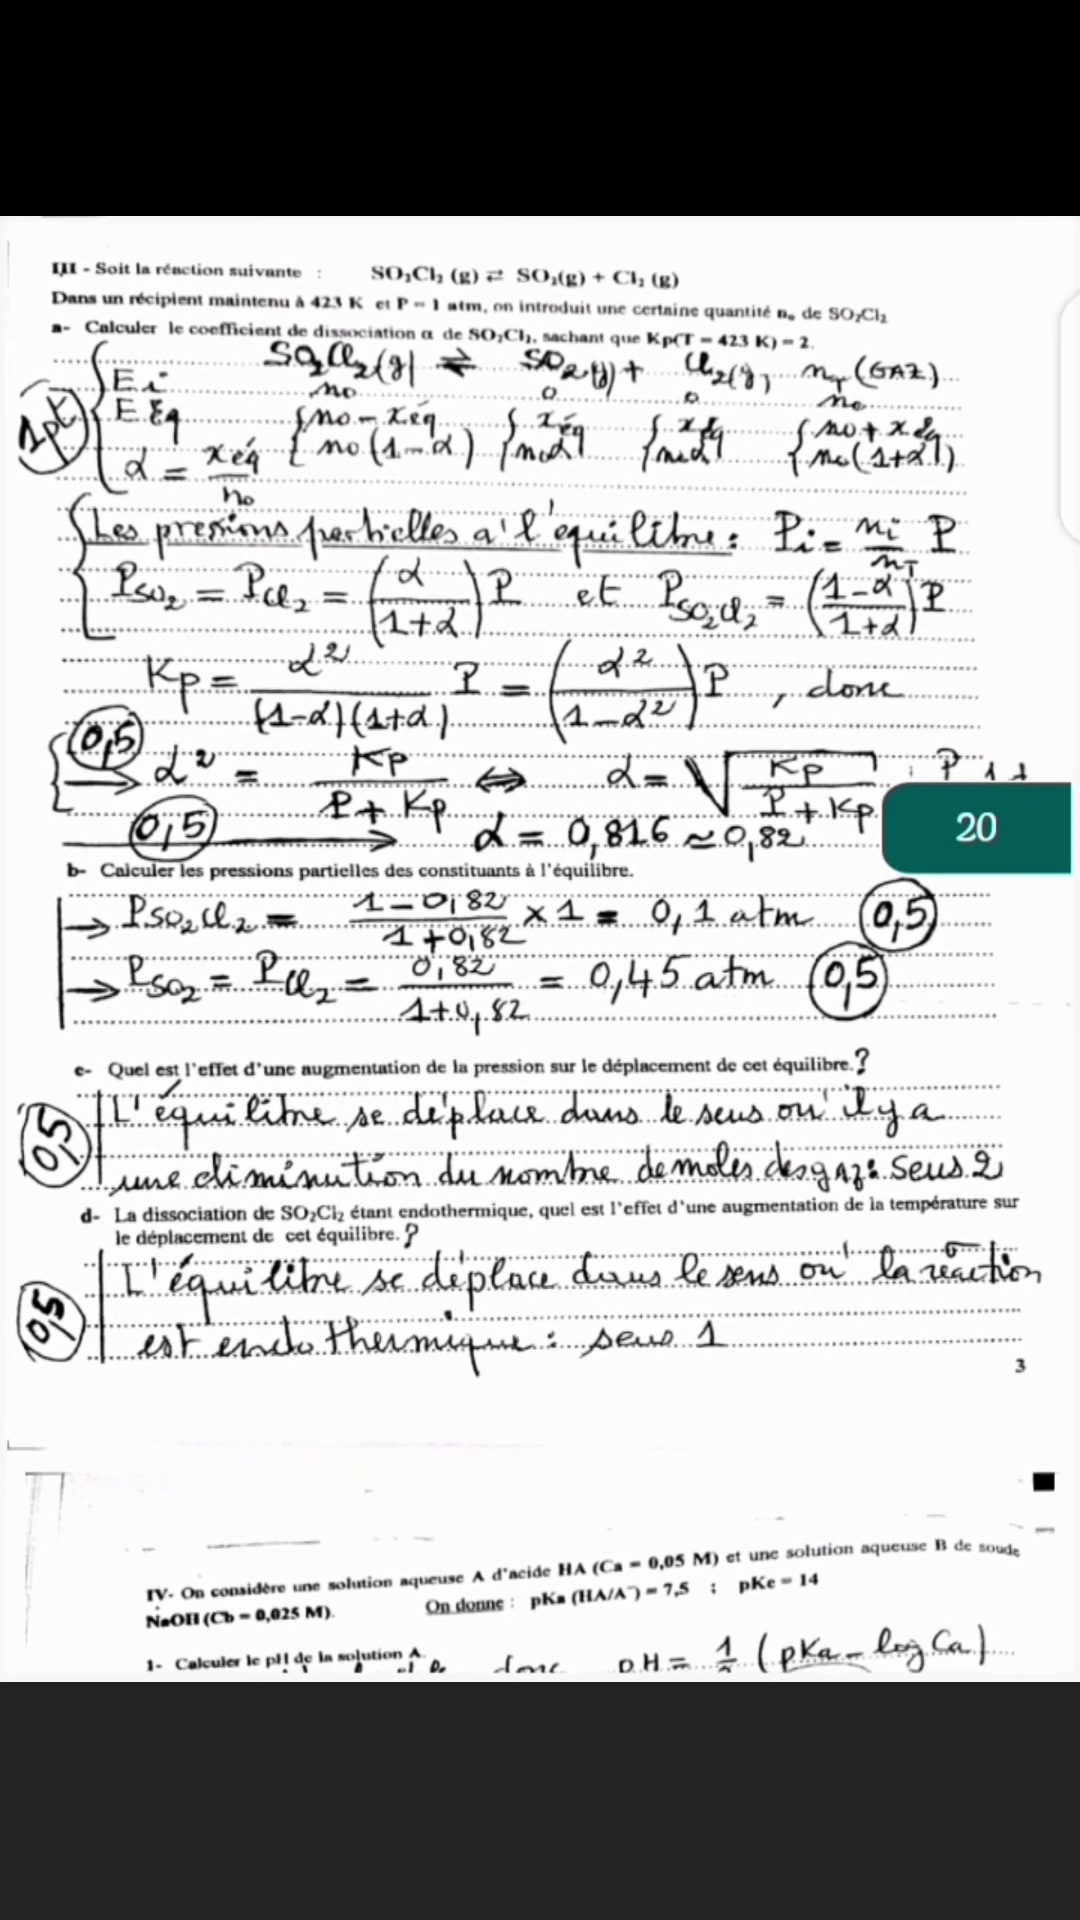 III - Soit la réaction suivante : SO₂Cl₂ (g) ⇄ SO₂(g) + Cl₂ (g)
Dans un récipient maintenu à 423 K et P = 1 atm, on introduit une certaine quantité n₀ de SO₂Cl₂
a- Calculer le coefficient de dissociation α de SO₂Cl₂, sachant que Kp(T = 423 K) = 2.
SO₂Cl₂(g) ⇌ SO₂(g) + Cl₂(g) n_T (GAZ)
Ei n₀ 0 0 n₀
1pt E Eq { n₀ - xéq { xéq { xéq { n₀ + xéq
n₀(1-α) n₀α n₀α n₀(1+α)
α = xéq / n₀
Les pressions partielles à l'équilibre : Pi = ni / n_T P
P_SO₂ = P_Cl₂ = (α / 1+α) P et P_SO₂Cl₂ = (1-α / 1+α) P
Kp = α² / (1-α)(1+α) P = (α² / 1-α²) P , donc
0,5 → α² = Kp / P + Kp ⇔ α = √(Kp / P + Kp)
0,5 → α = 0,816 ≃ 0,82
20
b- Calculer les pressions partielles des constituants à l'équilibre.
→ P_SO₂Cl₂ = 1-0,82 / 1+0,82 × 1 = 0,1 atm 0,5
→ P_SO₂ = P_Cl₂ = 0,82 / 1+0,82 = 0,45 atm 0,5
c- Quel est l'effet d'une augmentation de la pression sur le déplacement de cet équilibre.?
0,5 L'équilibre se déplace dans le sens où il y a
une diminution du nombre de moles des gaz : sens 2
d- La dissociation de SO₂Cl₂ étant endothermique, quel est l'effet d'une augmentation de la température sur
le déplacement de cet équilibre.?
0,5 L'équilibre se déplace dans le sens où la réaction
est endothermique : sens 1
3
IV- On considère une solution aqueuse A d'acide HA (Ca = 0,05 M) et une solution aqueuse B de soude
NaOH (Cb = 0,025 M). On donne : pKa (HA/A⁻) = 7,5 ; pKe = 14
1- Calculer le pH de la solution A.
donc pH = 1/2 (pKa - log Ca)